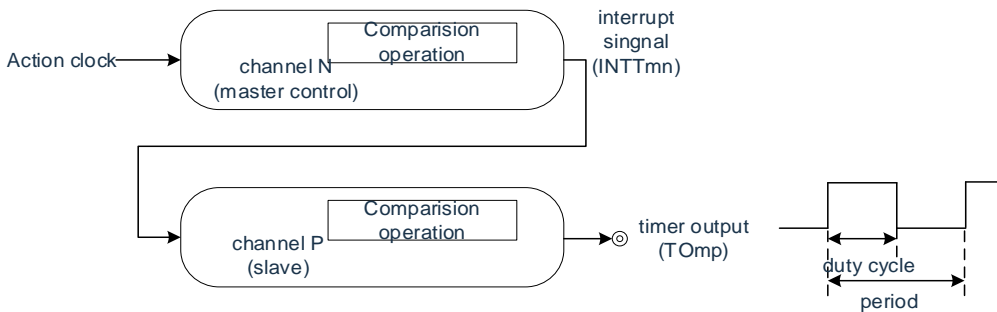 Comparision
operation
interrupt
singnal
(INTTmn)
Action clock
channel N
(master control)
Comparision
operation
channel P
(slave)
timer output
(TOmp)
duty cycle
period